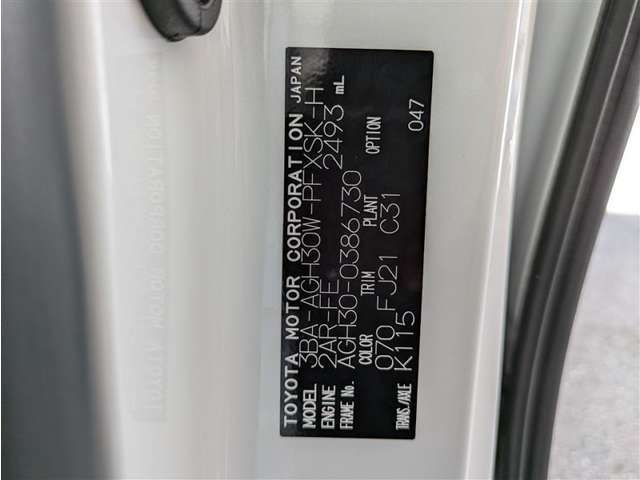 TOYOTA MOTOR CORPORATION JAPAN
MODEL 3BA-AGH30W-PFXSK-H
ENGINE 2AR-FE 2493 mL
FRAME No. AGH30-0386730
COLOR TRIM PLANT OPTION
070 FJ21 C31 047
TRANS./AXLE K115